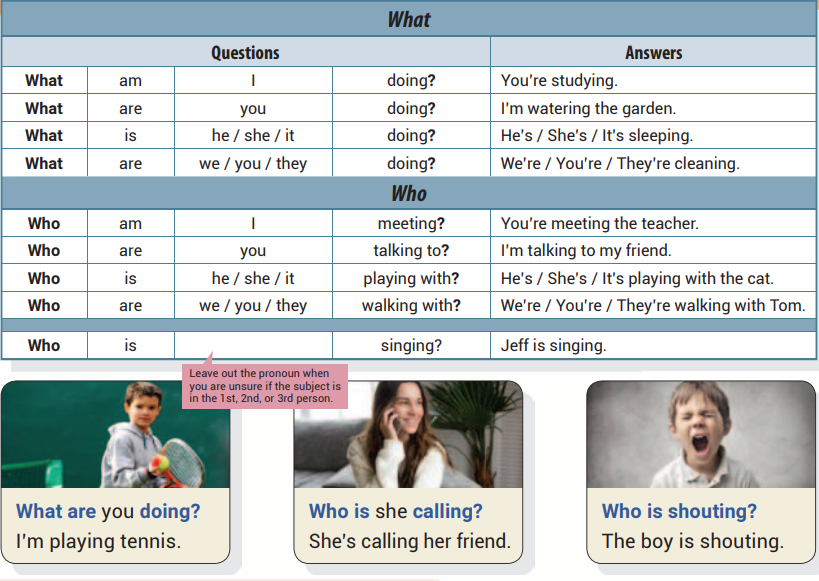 What
Questions Answers
What am I doing? You're studying.
What are you doing? I'm watering the garden.
What is he / she / it doing? He's / She's / It's sleeping.
What are we / you / they doing? We're / You're / They're cleaning.
Who
Who am I meeting? You're meeting the teacher.
Who are you talking to? I'm talking to my friend.
Who is he / she / it playing with? He's / She's / It's playing with the cat.
Who are we / you / they walking with? We're / You're / They're walking with Tom.
Who is singing? Jeff is singing.
Leave out the pronoun when
you are unsure if the subject is
in the 1st, 2nd, or 3rd person.
What are you doing?
I'm playing tennis.
Who is she calling?
She's calling her friend.
Who is shouting?
The boy is shouting.